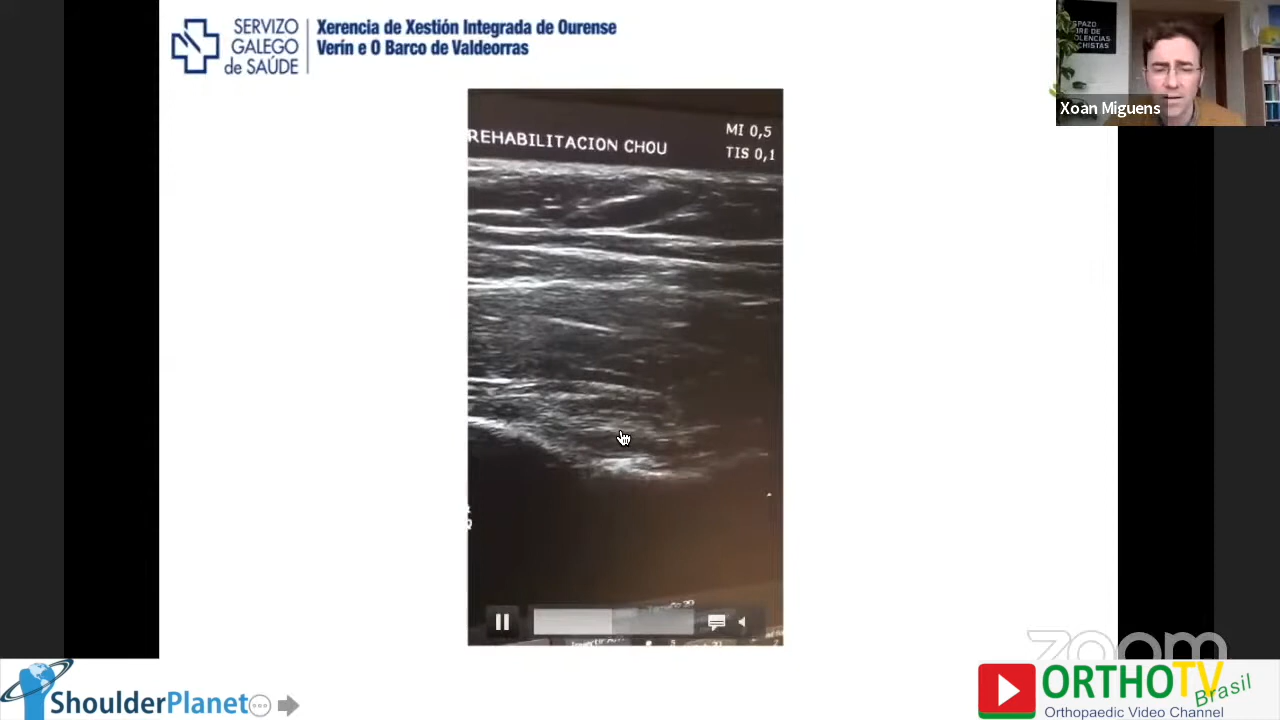 SERVIZO
GALEGO
de SAÚDE
Xerencia de Xestión Integrada de Ourense
Verín e O Barco de Valdeorras
REHABILITACION CHOU
MI 0,5
TIS 0,1
Xoan Miguens
zoom
ShoulderPlanet
ORTHOTV
Brasil
Orthopaedic Video Channel